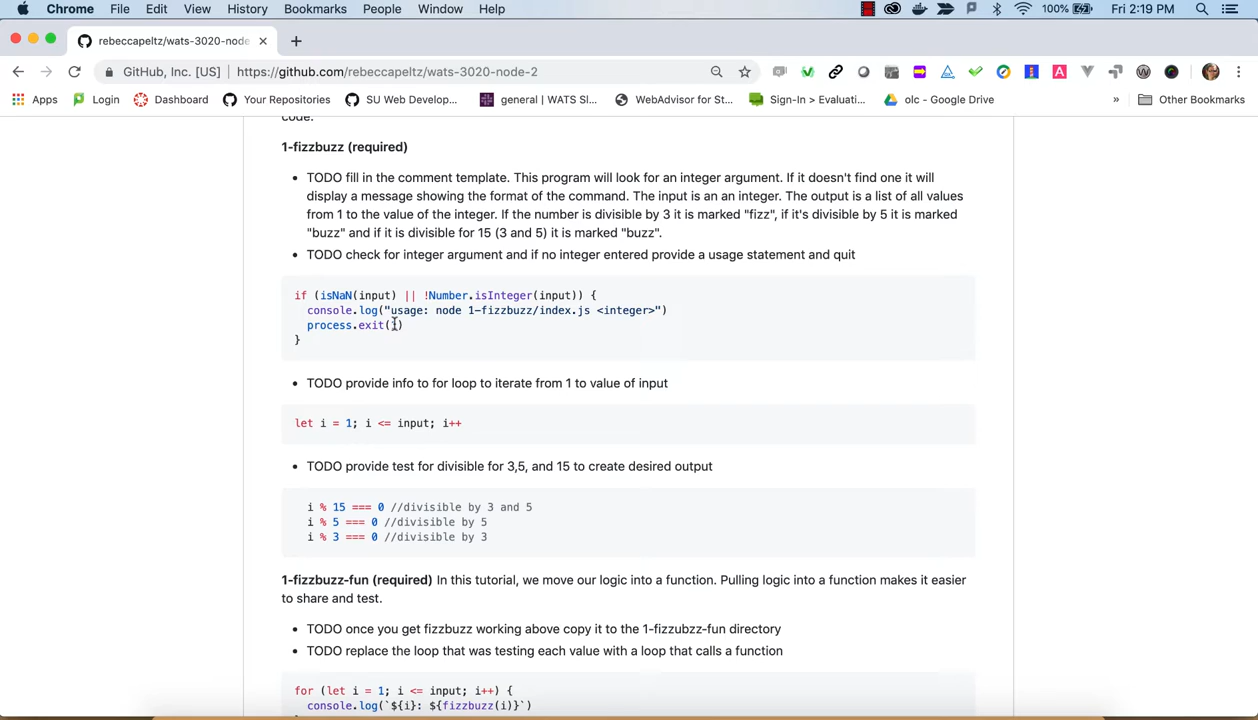 Chrome File Edit View History Bookmarks People Window Help 100% Fri 2:19 PM
rebeccapeltz/wats-3020-node
GitHub, Inc. [US] https://github.com/rebeccapeltz/wats-3020-node-2
Apps Login Dashboard Your Repositories SU Web Develop... general | WATS Sl... WebAdvisor for St... Sign-In > Evaluati... olc - Google Drive » Other Bookmarks
code.
1-fizzbuzz (required)
• TODO fill in the comment template. This program will look for an integer argument. If it doesn't find one it will
display a message showing the format of the command. The input is an an integer. The output is a list of all values
from 1 to the value of the integer. If the number is divisible by 3 it is marked "fizz", if it's divisible by 5 it is marked
"buzz" and if it is divisible for 15 (3 and 5) it is marked "buzz".
• TODO check for integer argument and if no integer entered provide a usage statement and quit
if (isNaN(input) || !Number.isInteger(input)) {
console.log("usage: node 1-fizzbuzz/index.js <integer>")
process.exit()
}
• TODO provide info to for loop to iterate from 1 to value of input
let i = 1; i <= input; i++
• TODO provide test for divisible for 3,5, and 15 to create desired output
i % 15 === 0 //divisible by 3 and 5
i % 5 === 0 //divisible by 5
i % 3 === 0 //divisible by 3
1-fizzbuzz-fun (required) In this tutorial, we move our logic into a function. Pulling logic into a function makes it easier
to share and test.
• TODO once you get fizzbuzz working above copy it to the 1-fizzubzz-fun directory
• TODO replace the loop that was testing each value with a loop that calls a function
for (let i = 1; i <= input; i++) {
console.log(`${i}: ${fizzbuzz(i)}`)